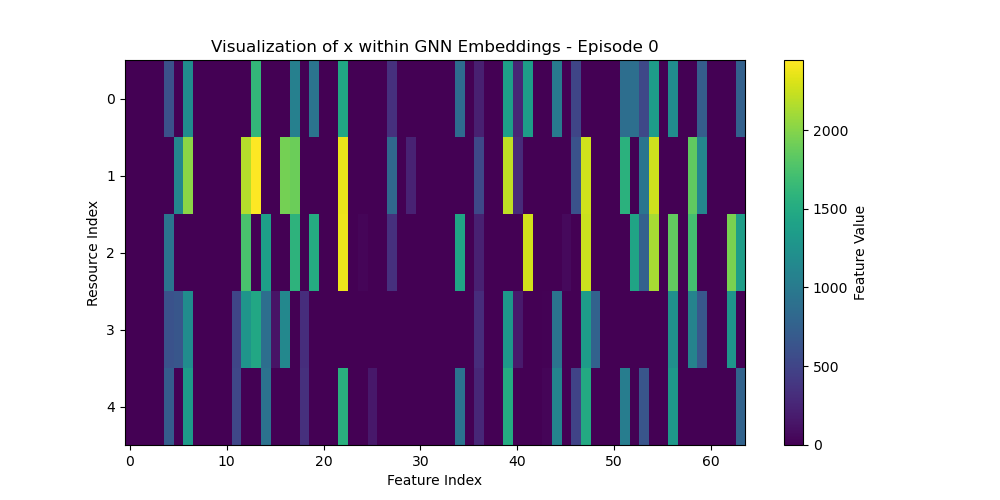 Visualization of x within GNN Embeddings - Episode 0
Resource Index
0
1
2
3
4
0 10 20 30 40 50 60
Feature Index
2000
1500
1000
500
0
Feature Value